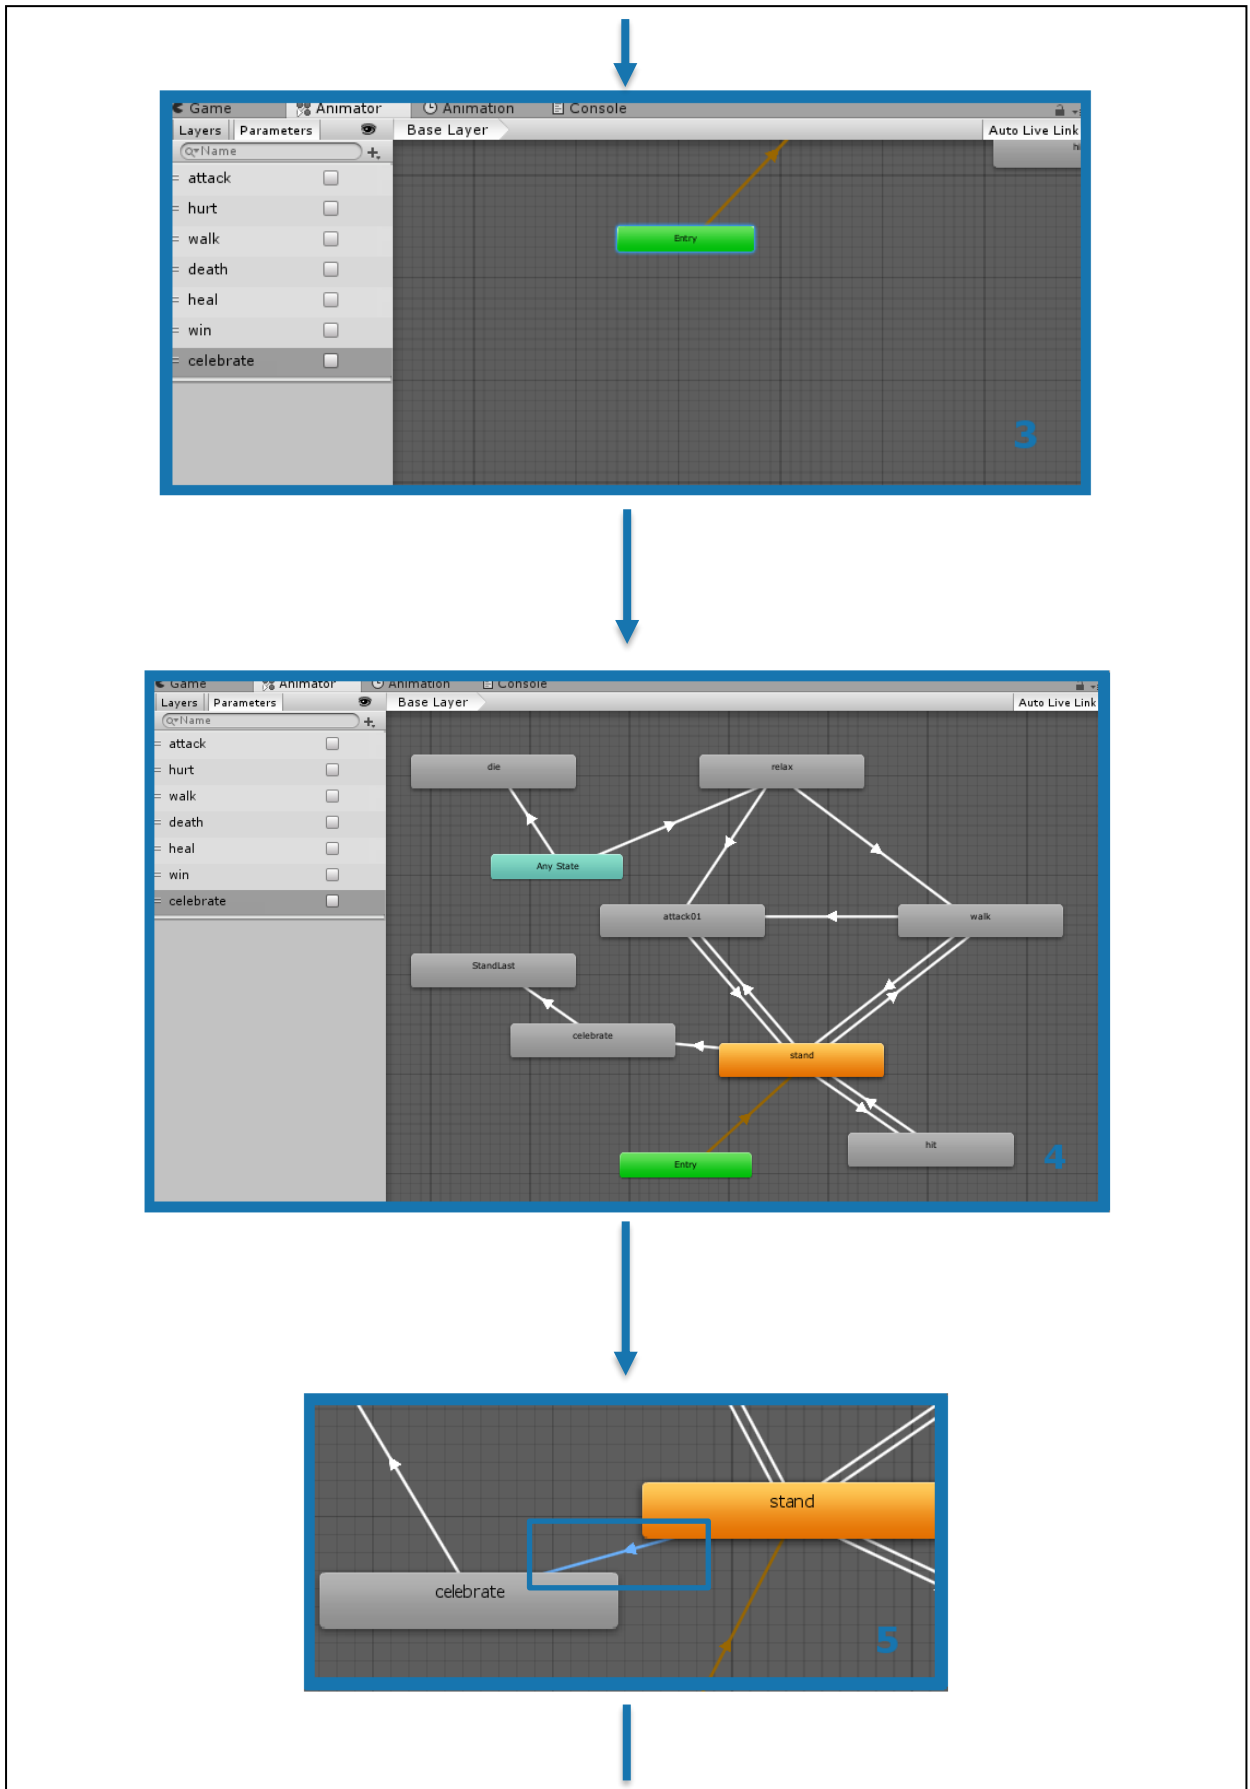 Game Animator Animation Console
Layers Parameters Base Layer Auto Live Link
Name
attack
hurt
walk
death
heal
win
celebrate
Entry
3
Game Animator Animation Console
Layers Parameters Base Layer Auto Live Link
Name
attack
hurt
walk
death
heal
win
celebrate
die relax
Any State
attack01 walk
StandLast
celebrate
stand
hit
Entry
4
stand
celebrate
5